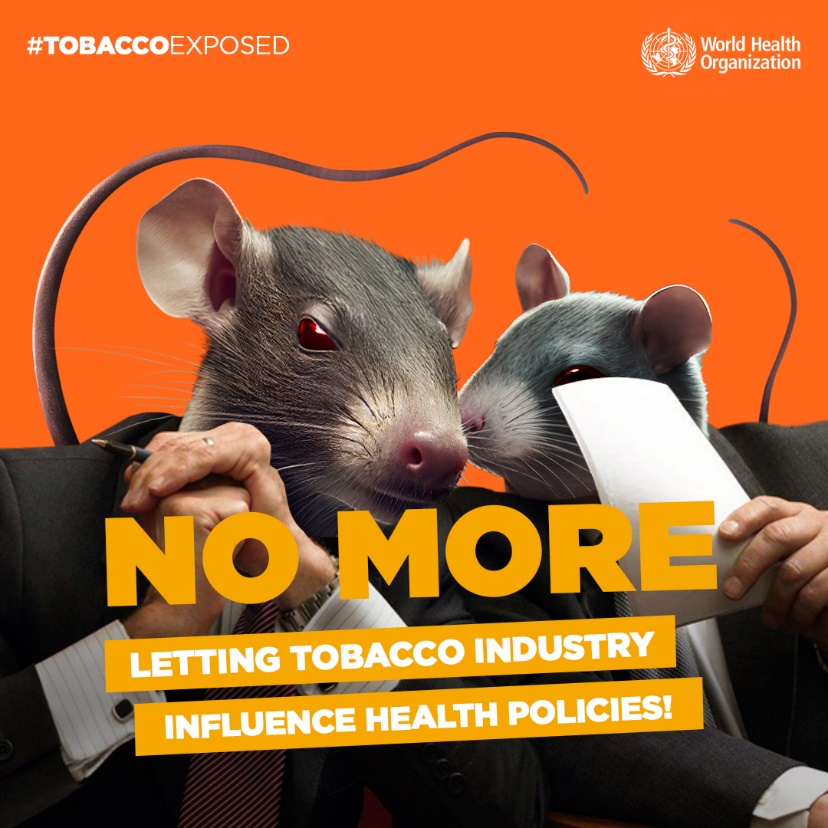 #TOBACCOEXPOSED
World Health
Organization
NO MORE
LETTING TOBACCO INDUSTRY
INFLUENCE HEALTH POLICIES!